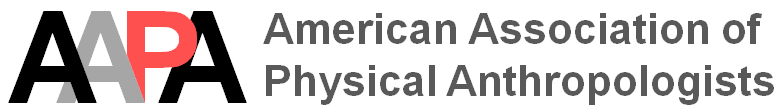 AAPA
American Association of
Physical Anthropologists